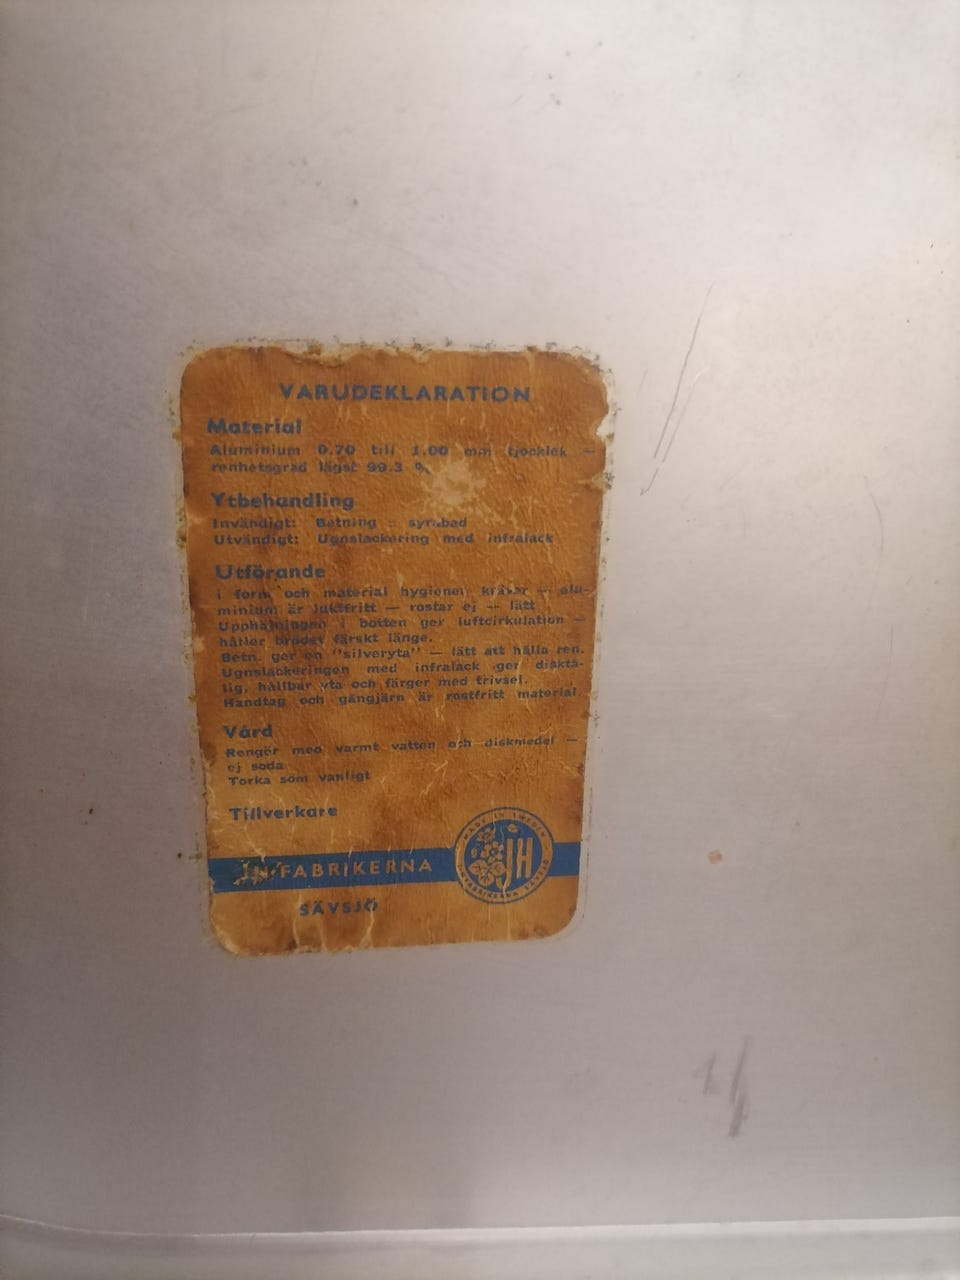 VARUDEKLARATION
Material
Aluminium 0.70 till 1.00 mm tjocklek —
renhetsgrad lägst 99.3 %
Ytbehandling
Invändigt: Betning - syrabad
Utvändigt: Ugnslackering med infralack
Utförande
i form och material hygienen kräver — alu-
minium är luktfritt — rostar ej — lätt
Upphöjningen i botten ger luftcirkulation —
håller brödet färskt länge.
Betn. ger en "silveryta" — lätt att hålla ren.
Ugnslackeringen med infralack ger diskta-
lig, hållbar yta och färger med trivsel.
Handtag och gångjärn är rostfritt material
Vård
Rengör med varmt vatten och diskmedel —
ej soda
Torka som vanligt
Tillverkare
FABRIKERNA
MADE IN SWEDEN
JH
SÄVSJÖ